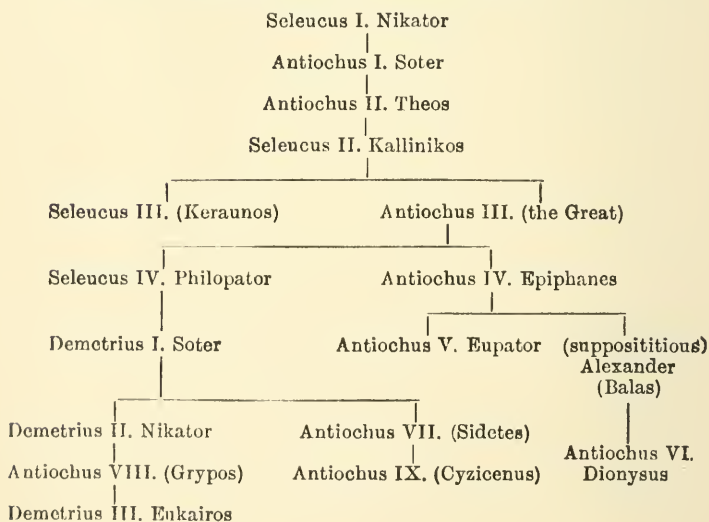 Seleucus I. Nikator
Antiochus I. Soter
Antiochus II. Theos
Seleucus II. Kallinikos
Seleucus III. (Keraunos) Antiochus III. (the Great)
Seleucus IV. Philopator Antiochus IV. Epiphanes
Demetrius I. Soter Antiochus V. Eupator (supposititious)
Alexander
(Balas)
Demetrius II. Nikator Antiochus VII. (Sidetes)
Antiochus VI.
Antiochus VIII. (Grypos) Antiochus IX. (Cyzicenus) Dionysus
Demetrius III. Eukairos